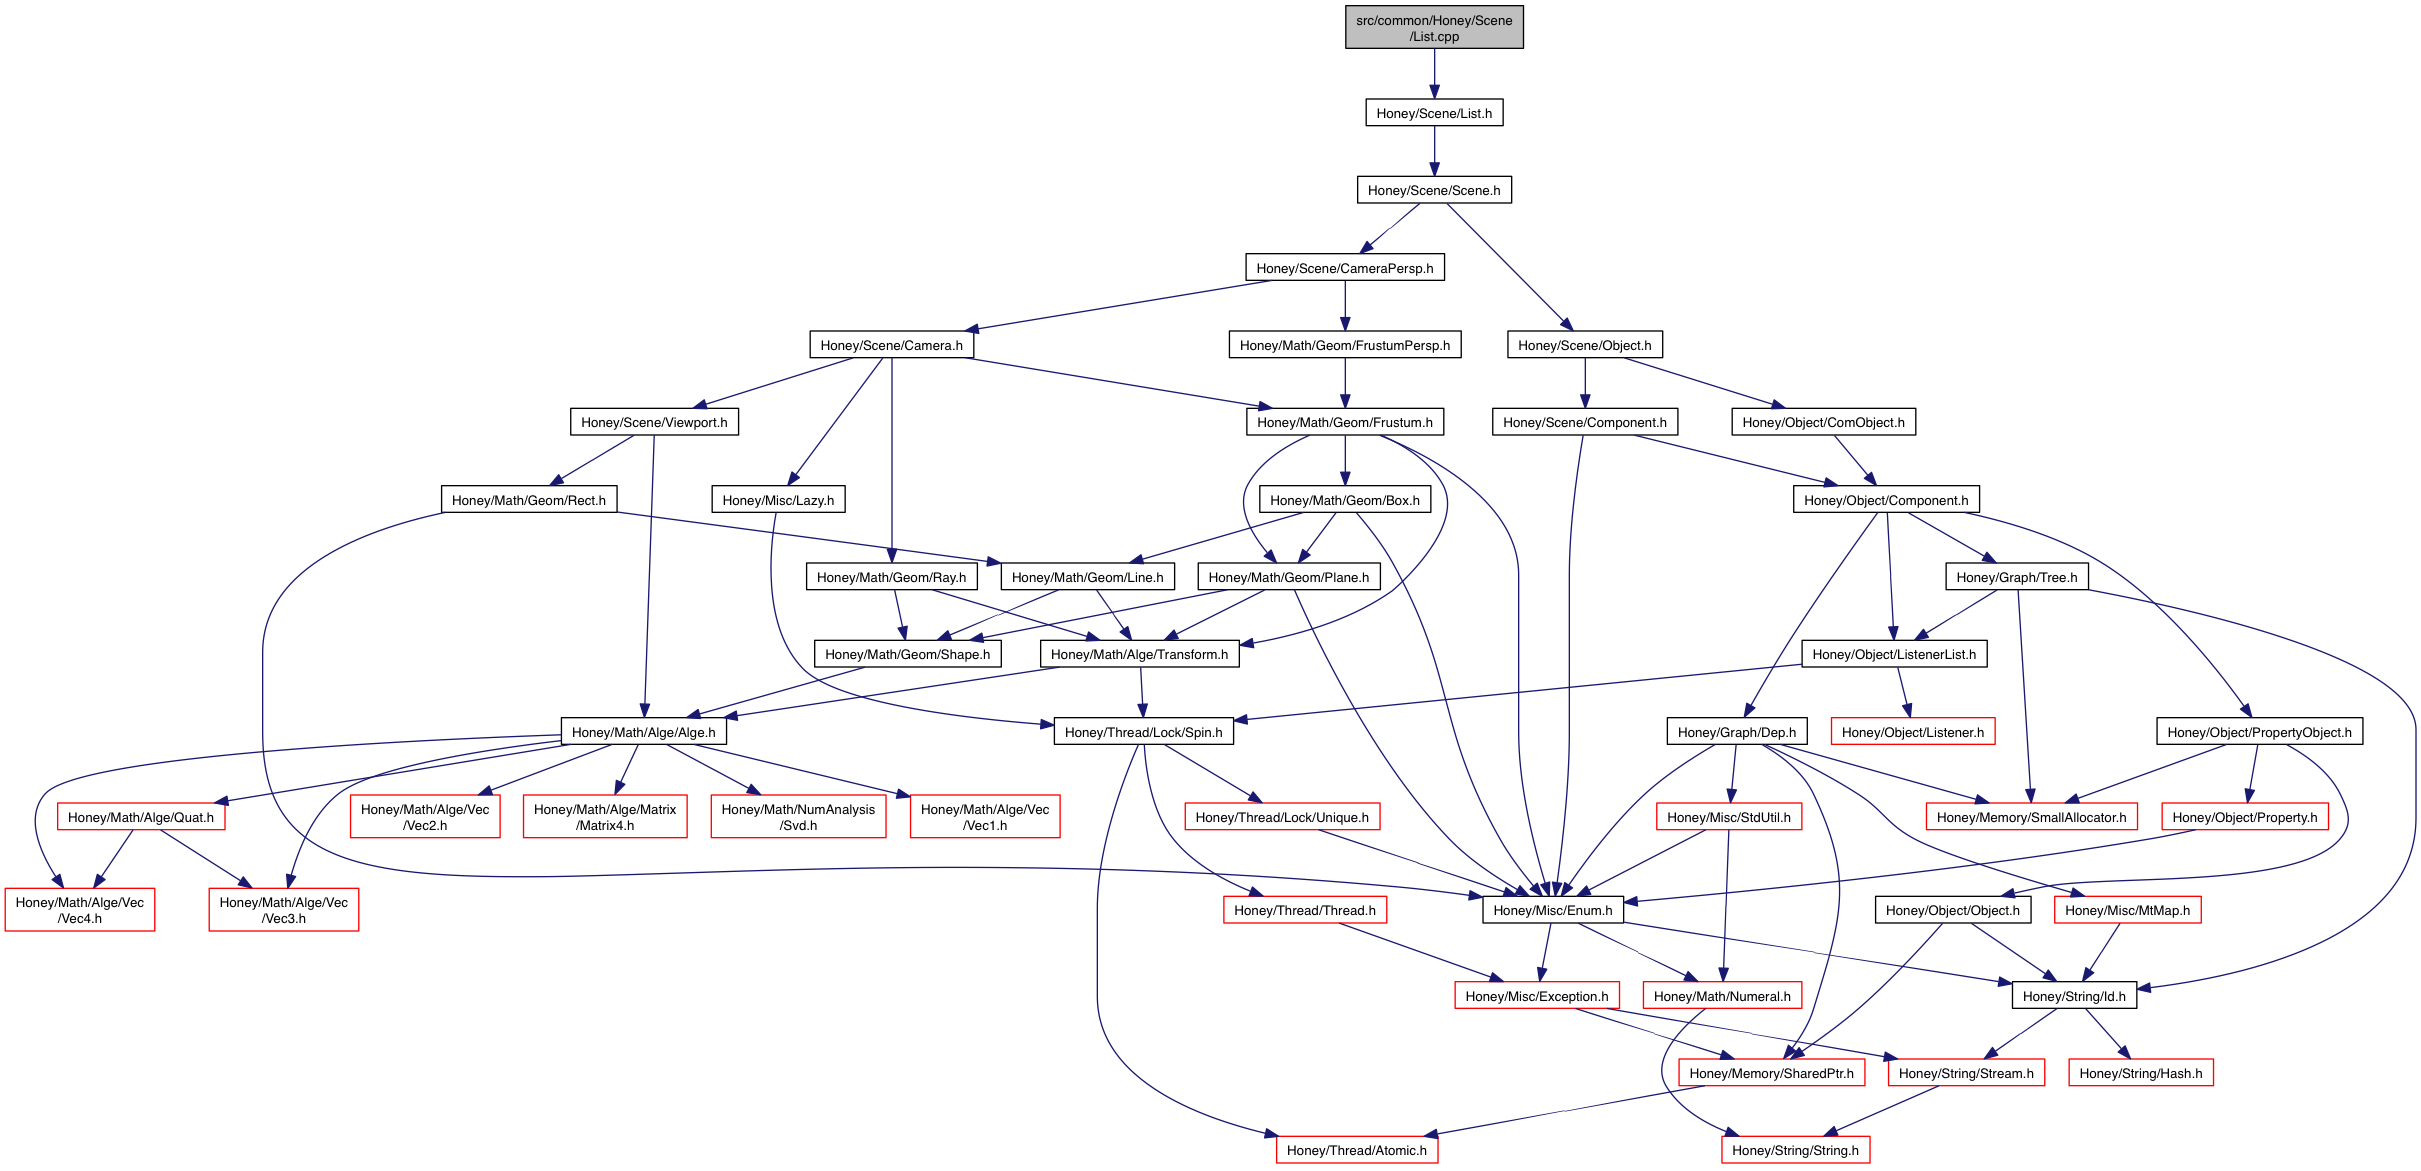 src/common/Honey/Scene
/List.cpp
Honey/Scene/List.h
Honey/Scene/Scene.h
Honey/Scene/CameraPersp.h
Honey/Scene/Camera.h
Honey/Math/Geom/FrustumPersp.h
Honey/Scene/Object.h
Honey/Scene/Viewport.h
Honey/Math/Geom/Frustum.h
Honey/Scene/Component.h
Honey/Object/ComObject.h
Honey/Math/Geom/Rect.h
Honey/Misc/Lazy.h
Honey/Math/Geom/Box.h
Honey/Object/Component.h
Honey/Math/Geom/Ray.h
Honey/Math/Geom/Line.h
Honey/Math/Geom/Plane.h
Honey/Graph/Tree.h
Honey/Math/Geom/Shape.h
Honey/Math/Alge/Transform.h
Honey/Object/ListenerList.h
Honey/Math/Alge/Alge.h
Honey/Thread/Lock/Spin.h
Honey/Graph/Dep.h
Honey/Object/Listener.h
Honey/Object/PropertyObject.h
Honey/Math/Alge/Quat.h
Honey/Math/Alge/Vec
/Vec2.h
Honey/Math/Alge/Matrix
/Matrix4.h
Honey/Math/NumAnalysis
/Svd.h
Honey/Math/Alge/Vec
/Vec1.h
Honey/Thread/Lock/Unique.h
Honey/Misc/StdUtil.h
Honey/Memory/SmallAllocator.h
Honey/Object/Property.h
Honey/Math/Alge/Vec
/Vec4.h
Honey/Math/Alge/Vec
/Vec3.h
Honey/Thread/Thread.h
Honey/Misc/Enum.h
Honey/Object/Object.h
Honey/Misc/MtMap.h
Honey/Misc/Exception.h
Honey/Math/Numeral.h
Honey/String/Id.h
Honey/Memory/SharedPtr.h
Honey/String/Stream.h
Honey/String/Hash.h
Honey/Thread/Atomic.h
Honey/String/String.h